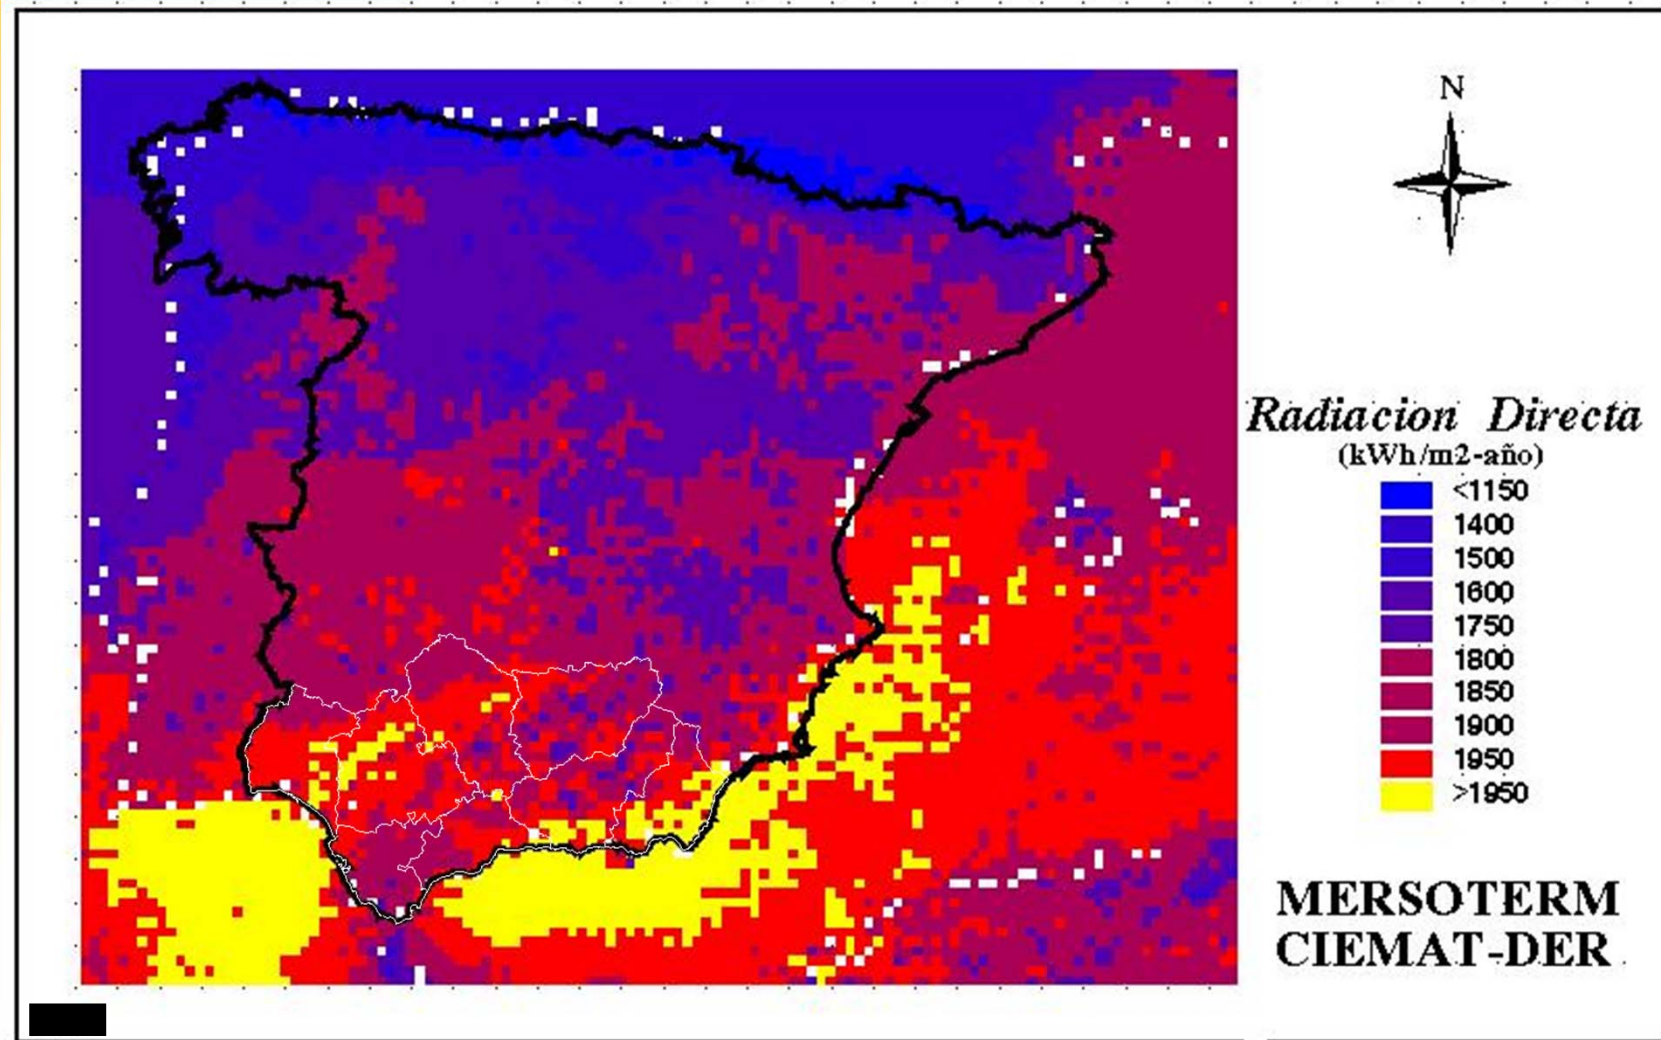 N
Radiacion Directa
(kWh/m2-año)
<1150
1400
1500
1600
1750
1800
1850
1900
1950
>1950
MERSOTERM
CIEMAT-DER